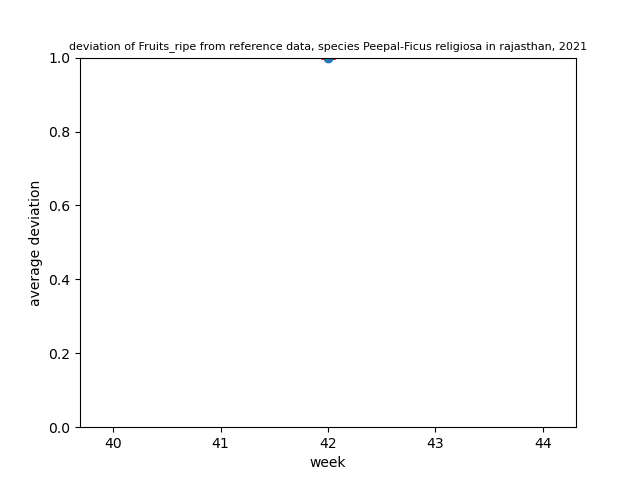 deviation of Fruits_ripe from reference data, species Peepal-Ficus religiosa in rajasthan, 2021
1.0
0.8
0.6
0.4
0.2
0.0
average deviation
40 41 42 43 44
week